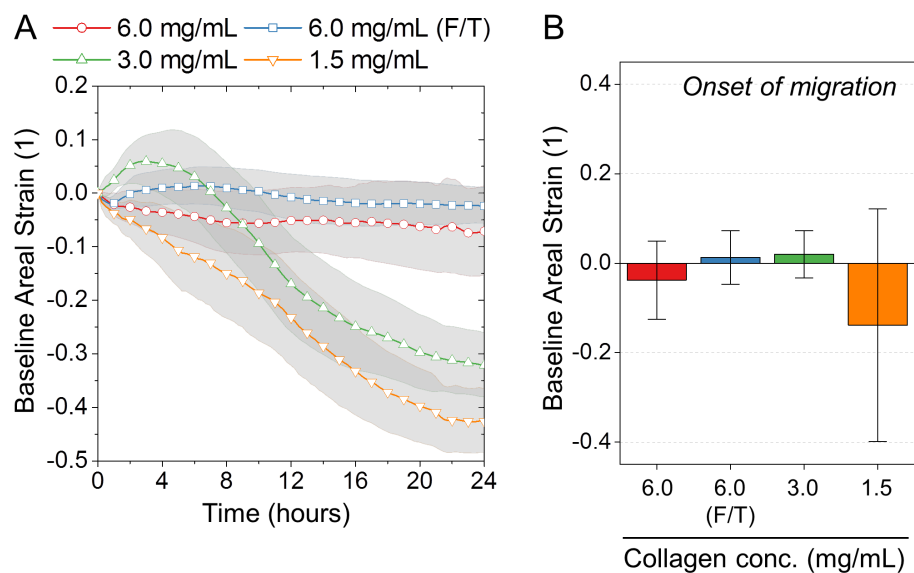 A
6.0 mg/mL
6.0 mg/mL (F/T)
3.0 mg/mL
1.5 mg/mL
0.2
0.1
0.0
-0.1
-0.2
-0.3
-0.4
-0.5
Baseline Areal Strain (1)
0 4 8 12 16 20 24
Time (hours)
B
Onset of migration
0.4
0.2
0.0
-0.2
-0.4
Baseline Areal Strain (1)
6.0 6.0 3.0 1.5
(F/T)
Collagen conc. (mg/mL)